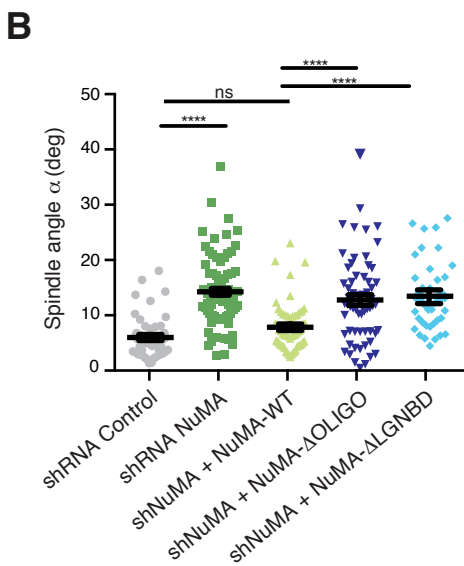 B
****
****
ns
****
50
40
30
20
10
0
Spindle angle α (deg)
shRNA Control
shRNA NuMA
shNuMA + NuMA-WT
shNuMA + NuMA-ΔOLIGO
shNuMA + NuMA-ΔLGNBD